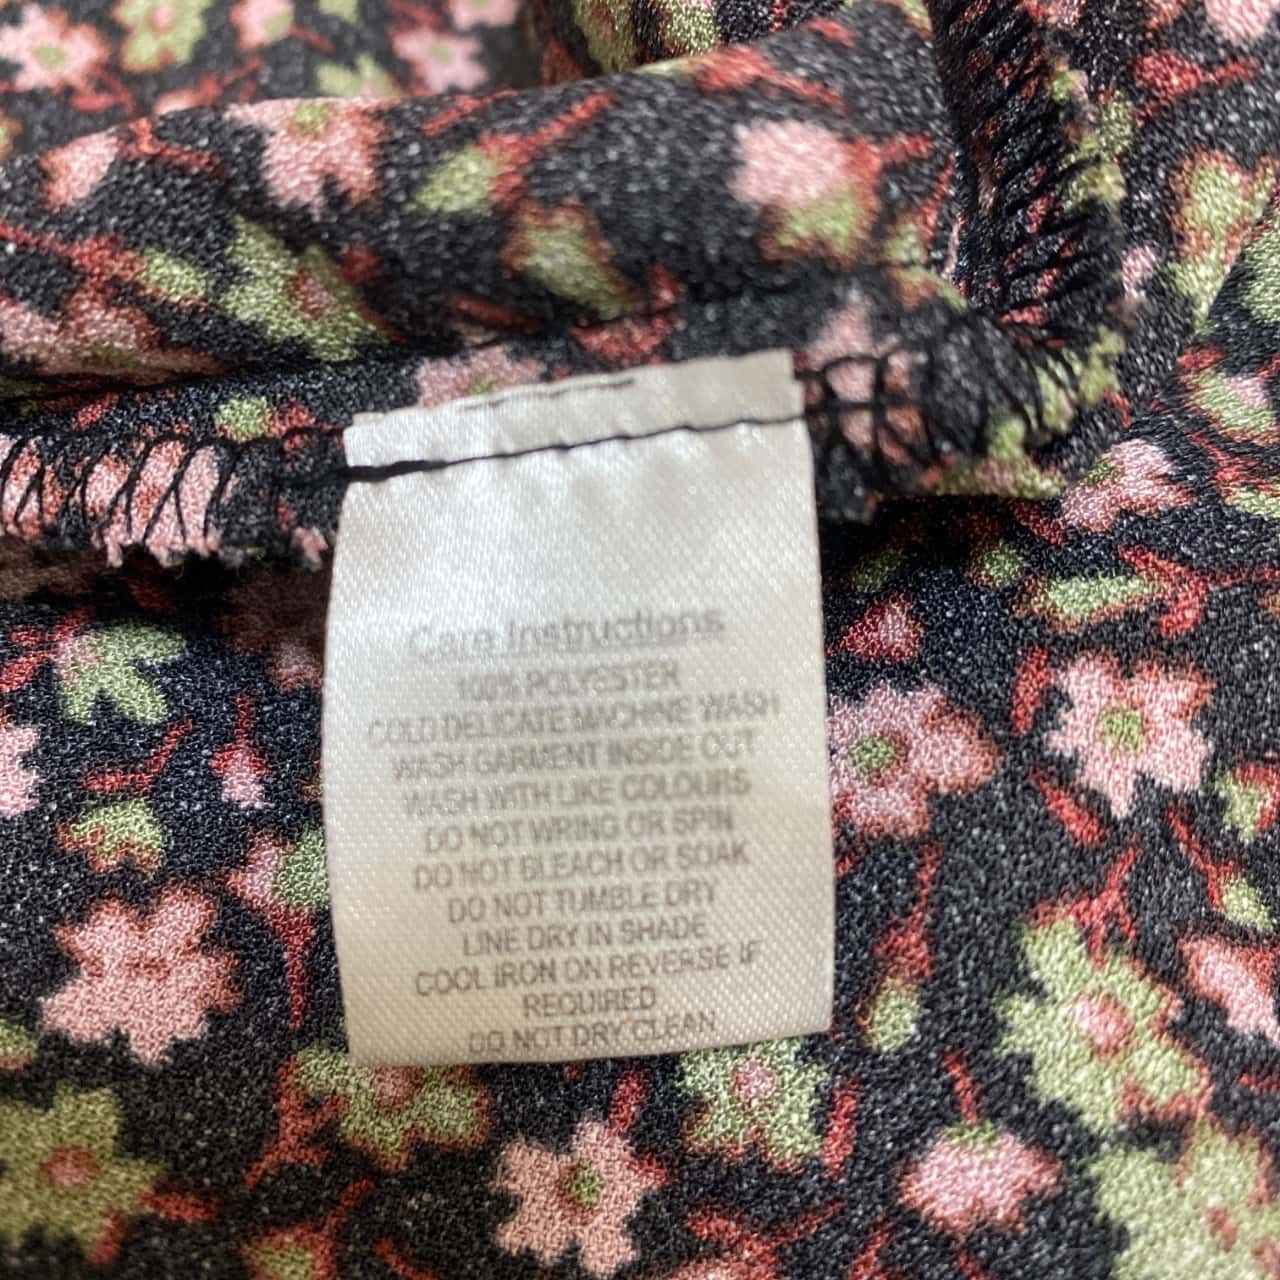 Care Instructions
100% POLYESTER
COLD DELICATE MACHINE WASH
WASH GARMENT INSIDE OUT
WASH WITH LIKE COLOURS
DO NOT WRING OR SPIN
DO NOT BLEACH OR SOAK
DO NOT TUMBLE DRY
LINE DRY IN SHADE
COOL IRON ON REVERSE IF
REQUIRED
DO NOT DRY CLEAN